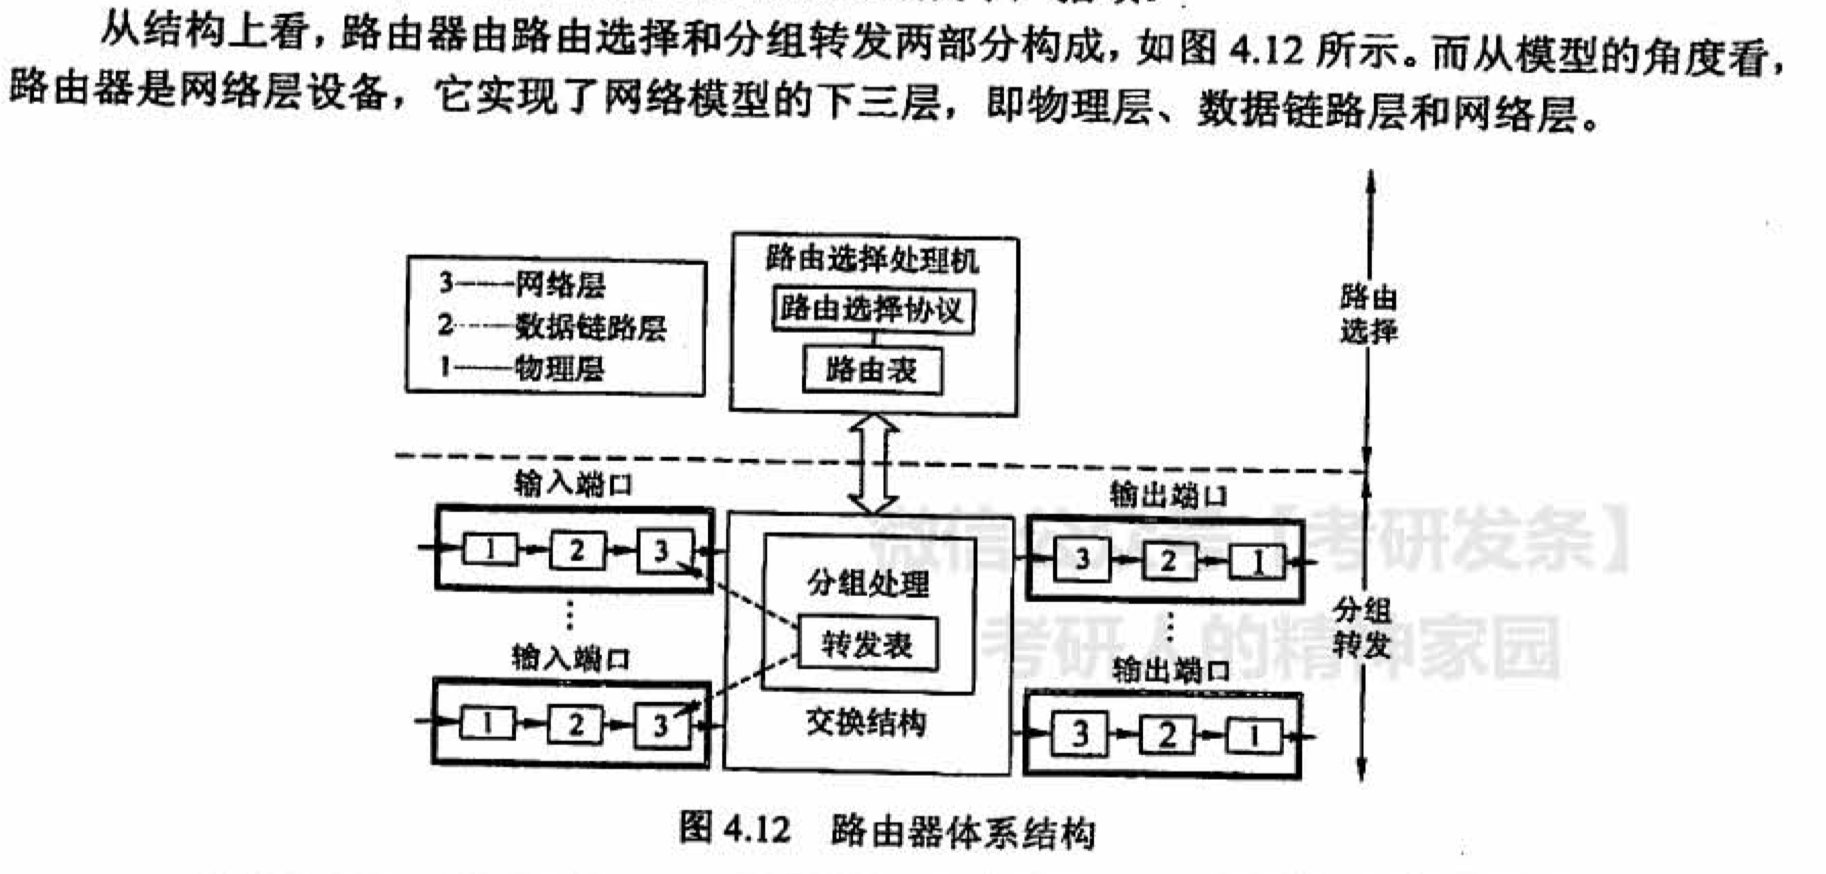 从结构上看，路由器由路由选择和分组转发两部分构成，如图 4.12 所示。而从模型的角度看，
路由器是网络层设备，它实现了网络模型的下三层，即物理层、数据链路层和网络层。
3——网络层
2----数据链路层
1——物理层
路由选择处理机
路由选择协议
路由表
路由
选择
输入端口
1 2 3
⋮
输入端口
1 2 3
分组处理
转发表
交换结构
输出端口
3 2 1
⋮
输出端口
3 2 1
分组
转发
【考研发条】
考研人的精神家园
图 4.12 路由器体系结构